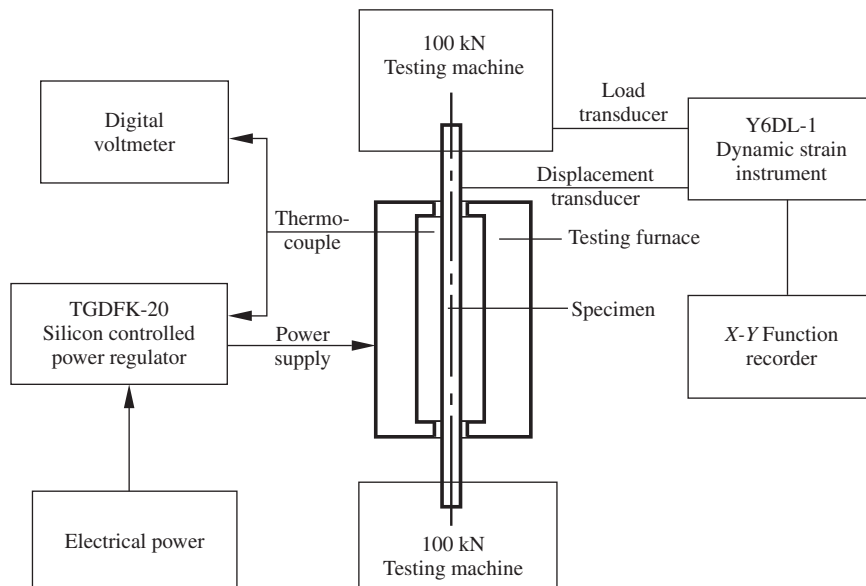 100 kN
Testing machine
Digital
voltmeter
Load
transducer
Y6DL-1
Dynamic strain
instrument
Displacement
transducer
Thermo-
couple
Testing furnace
TGDFK-20
Silicon controlled
power regulator
Power
supply
Specimen
X-Y Function
recorder
Electrical power
100 kN
Testing machine